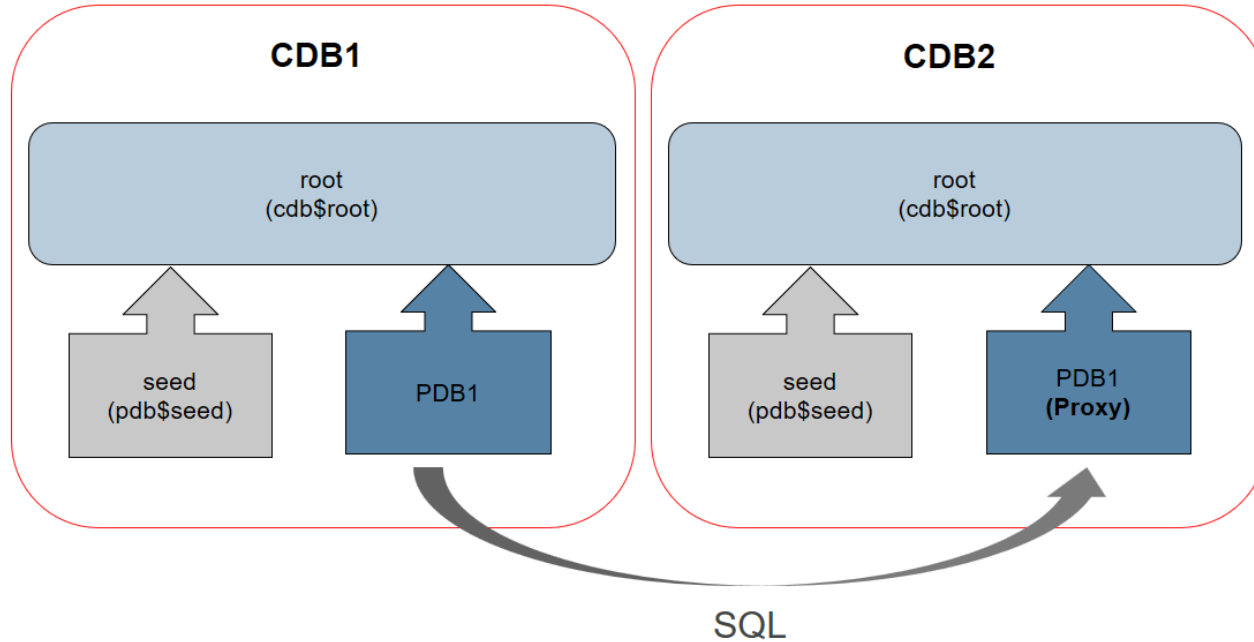 CDB1
root
(cdb$root)
seed
(pdb$seed)
PDB1
CDB2
root
(cdb$root)
seed
(pdb$seed)
PDB1
(Proxy)
SQL